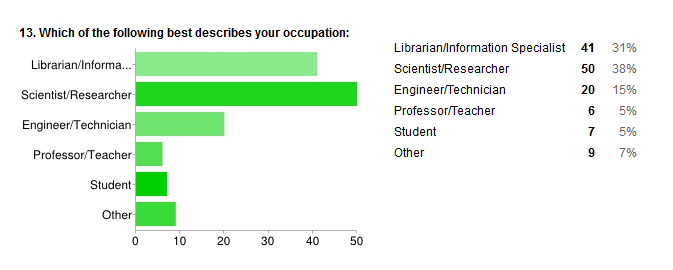 13. Which of the following best describes your occupation:
Librarian/Informa...
Scientist/Researcher
Engineer/Technician
Professor/Teacher
Student
Other
0 10 20 30 40 50
Librarian/Information Specialist 41 31%
Scientist/Researcher 50 38%
Engineer/Technician 20 15%
Professor/Teacher 6 5%
Student 7 5%
Other 9 7%